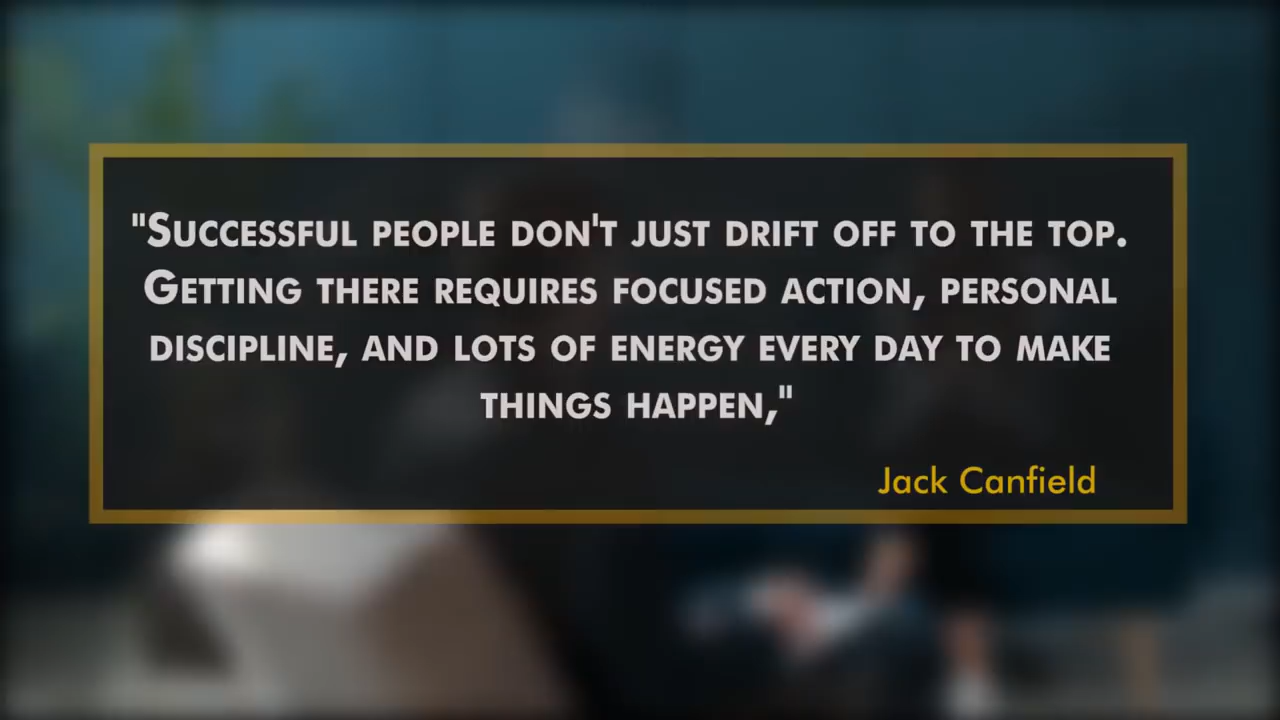 "Successful people don't just drift off to the top.
Getting there requires focused action, personal
discipline, and lots of energy every day to make
things happen,"
Jack Canfield